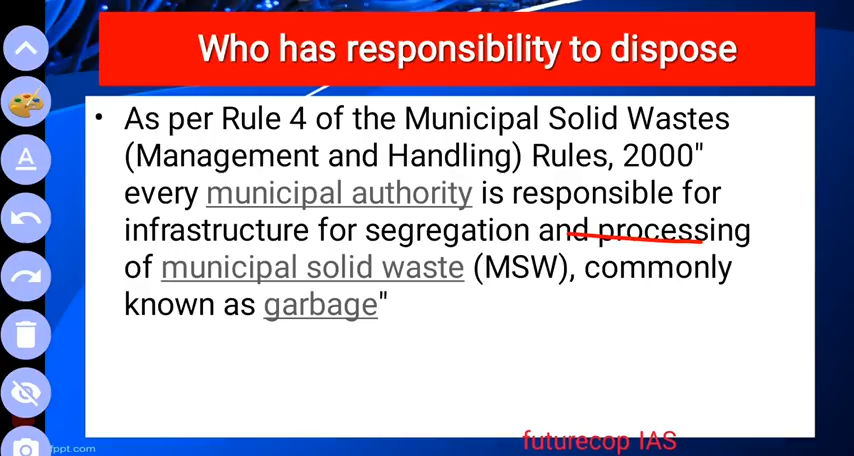 Who has responsibility to dispose
• As per Rule 4 of the Municipal Solid Wastes
(Management and Handling) Rules, 2000"
every municipal authority is responsible for
infrastructure for segregation and processing
of municipal solid waste (MSW), commonly
known as garbage"
futurecop IAS
fppt.com